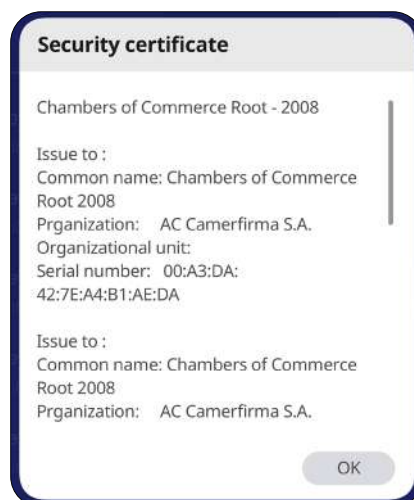 Security certificate
Chambers of Commerce Root - 2008
Issue to :
Common name: Chambers of Commerce
Root 2008
Prganization: AC Camerfirma S.A.
Organizational unit:
Serial number: 00:A3:DA:
42:7E:A4:B1:AE:DA
Issue to :
Common name: Chambers of Commerce
Root 2008
Prganization: AC Camerfirma S.A.
OK